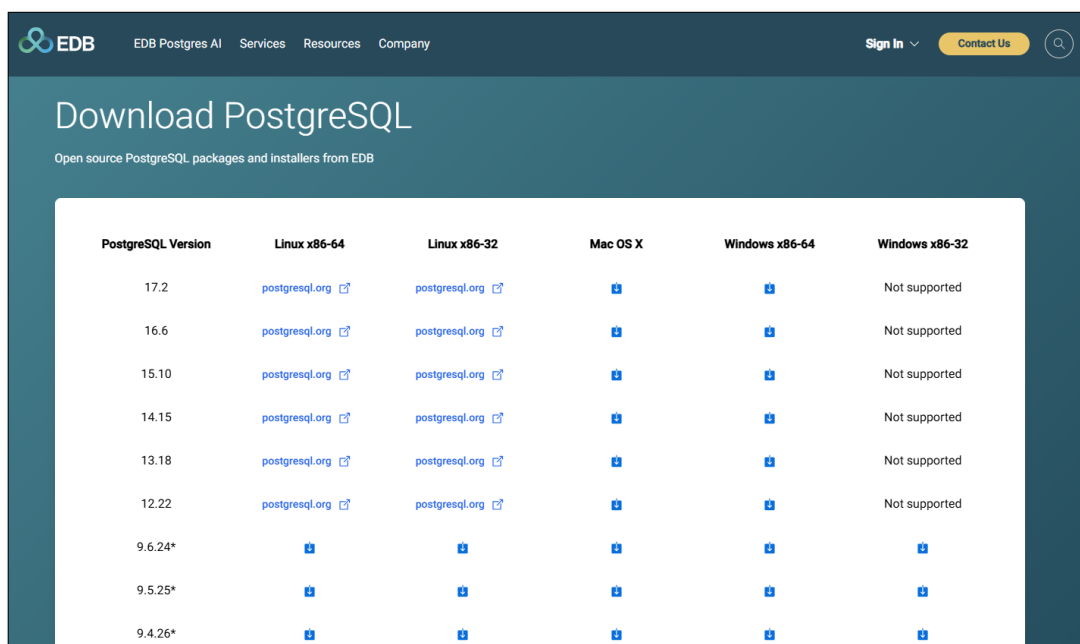 EDB EDB Postgres AI Services Resources Company Sign In Contact Us
Download PostgreSQL
Open source PostgreSQL packages and installers from EDB
PostgreSQL Version Linux x86-64 Linux x86-32 Mac OS X Windows x86-64 Windows x86-32
17.2 postgresql.org postgresql.org Not supported
16.6 postgresql.org postgresql.org Not supported
15.10 postgresql.org postgresql.org Not supported
14.15 postgresql.org postgresql.org Not supported
13.18 postgresql.org postgresql.org Not supported
12.22 postgresql.org postgresql.org Not supported
9.6.24*
9.5.25*
9.4.26*